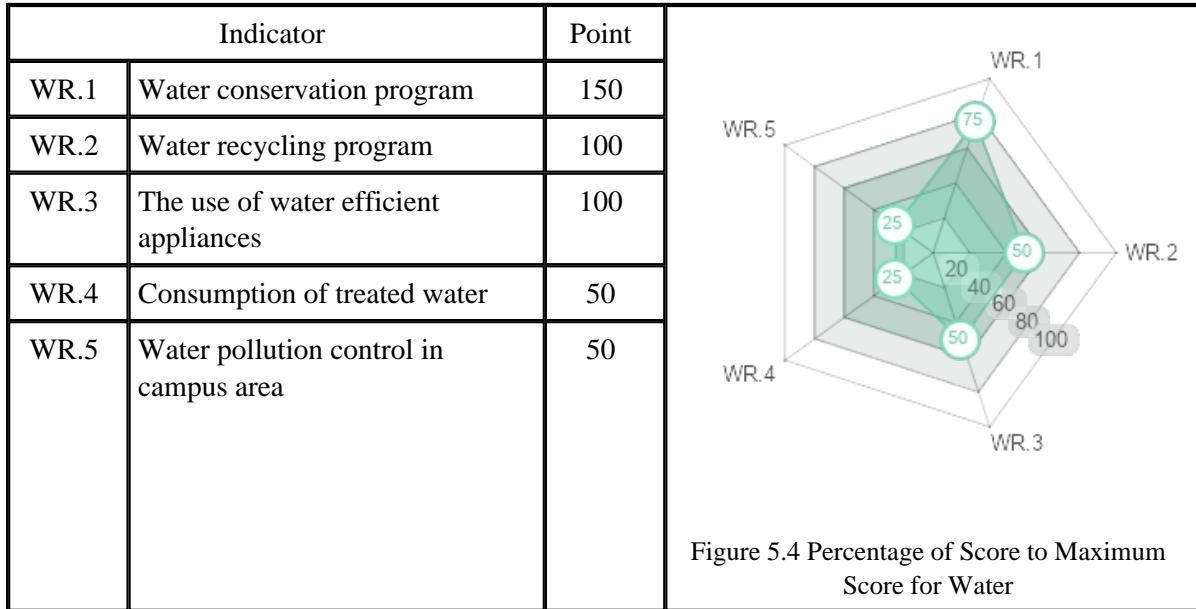 Indicator Point
WR.1 Water conservation program 150
WR.2 Water recycling program 100
WR.3 The use of water efficient 100
appliances
WR.4 Consumption of treated water 50
WR.5 Water pollution control in 50
campus area
WR.1
75
WR.5
25
50
WR.2
20
25
40
60
80
50
100
WR.4
WR.3
Figure 5.4 Percentage of Score to Maximum
Score for Water